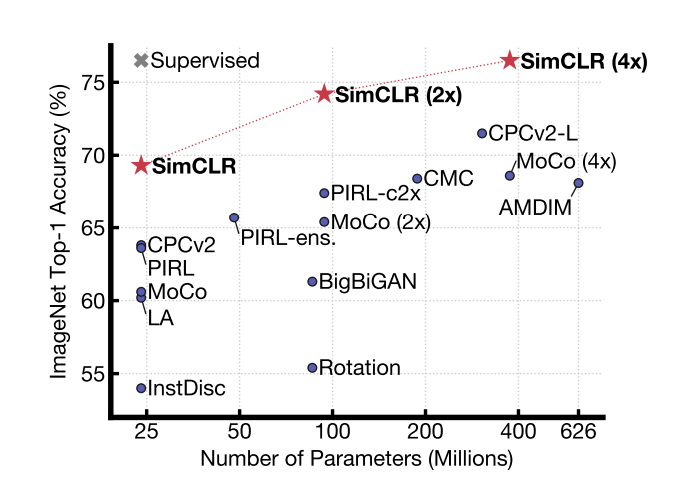 Supervised
SimCLR (4x)
75
SimCLR (2x)
CPCv2-L
70
SimCLR
MoCo (4x)
CMC
PIRL-c2x
AMDIM
65
MoCo (2x)
PIRL-ens.
CPCv2
PIRL
BigBiGAN
60
MoCo
LA
Rotation
55
InstDisc
25 50 100 200 400 626
Number of Parameters (Millions)
ImageNet Top-1 Accuracy (%)